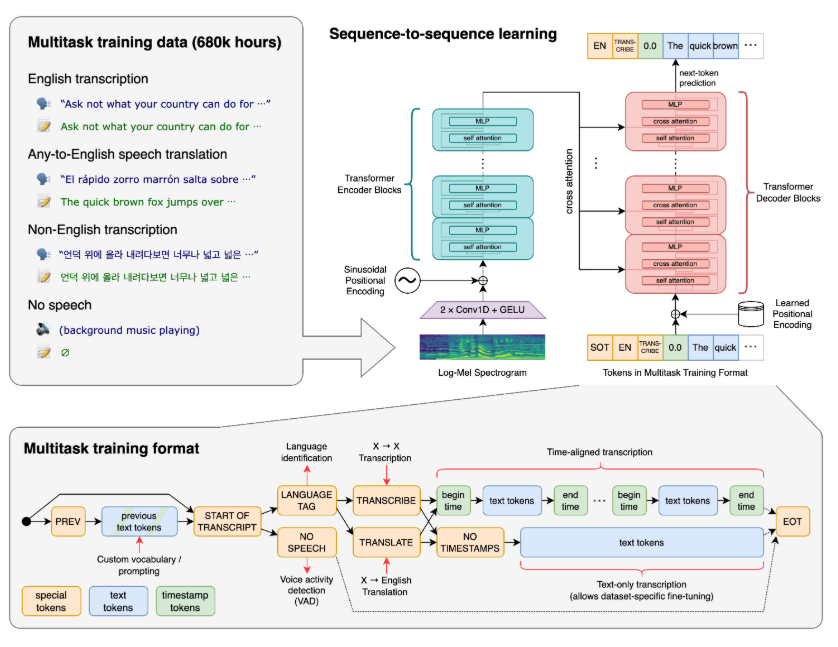 Multitask training data (680k hours)
English transcription
“Ask not what your country can do for ⋯”
Ask not what your country can do for ⋯
Any-to-English speech translation
“El rápido zorro marrón salta sobre ⋯”
The quick brown fox jumps over ⋯
Non-English transcription
“언덕 위에 올라 내려다보면 너무나 넓고 넓은 ⋯”
언덕 위에 올라 내려다보면 너무나 넓고 넓은 ⋯
No speech
(background music playing)
∅
Sequence-to-sequence learning
EN
TRANS-
CRIBE
0.0
The
quick
brown
⋯
next-token
prediction
Transformer
Encoder Blocks
MLP
self attention
⋮
MLP
self attention
MLP
self attention
Sinusoidal
Positional
Encoding
2 × Conv1D + GELU
Log-Mel Spectrogram
cross attention
⋮
MLP
cross attention
self attention
⋮
MLP
cross attention
self attention
MLP
cross attention
self attention
Transformer
Decoder Blocks
Learned
Positional
Encoding
SOT
EN
TRANS-
CRIBE
0.0
The
quick
⋯
Tokens in Multitask Training Format
Multitask training format
Language
identification
X → X
Transcription
Time-aligned transcription
PREV
previous
text tokens
Custom vocabulary /
prompting
START OF
TRANSCRIPT
LANGUAGE
TAG
NO
SPEECH
Voice activity
detection
(VAD)
TRANSCRIBE
TRANSLATE
X → English
Translation
begin
time
text tokens
end
time
⋯
begin
time
text tokens
end
time
NO
TIMESTAMPS
text tokens
Text-only transcription
(allows dataset-specific fine-tuning)
EOT
special
tokens
text
tokens
timestamp
tokens